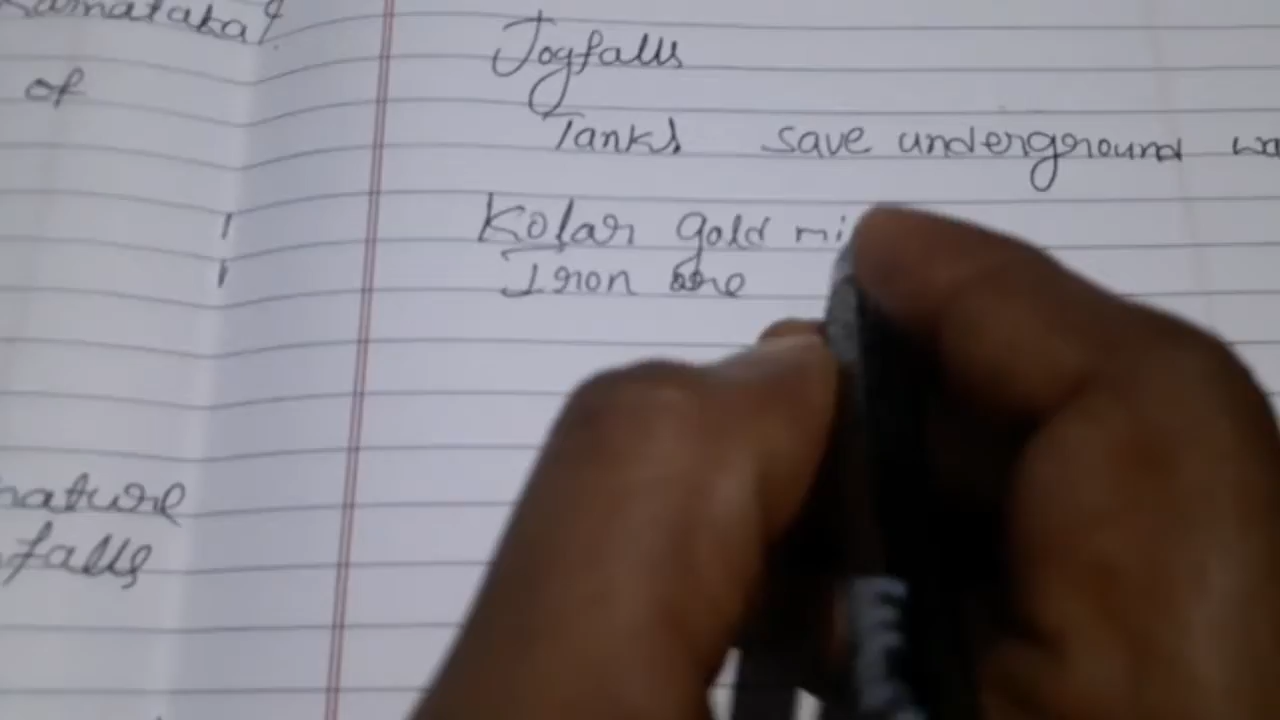 Karnataka?
Jogfalls
of
Tanks save underground
Kolar gold
Iron ore
nature
falls